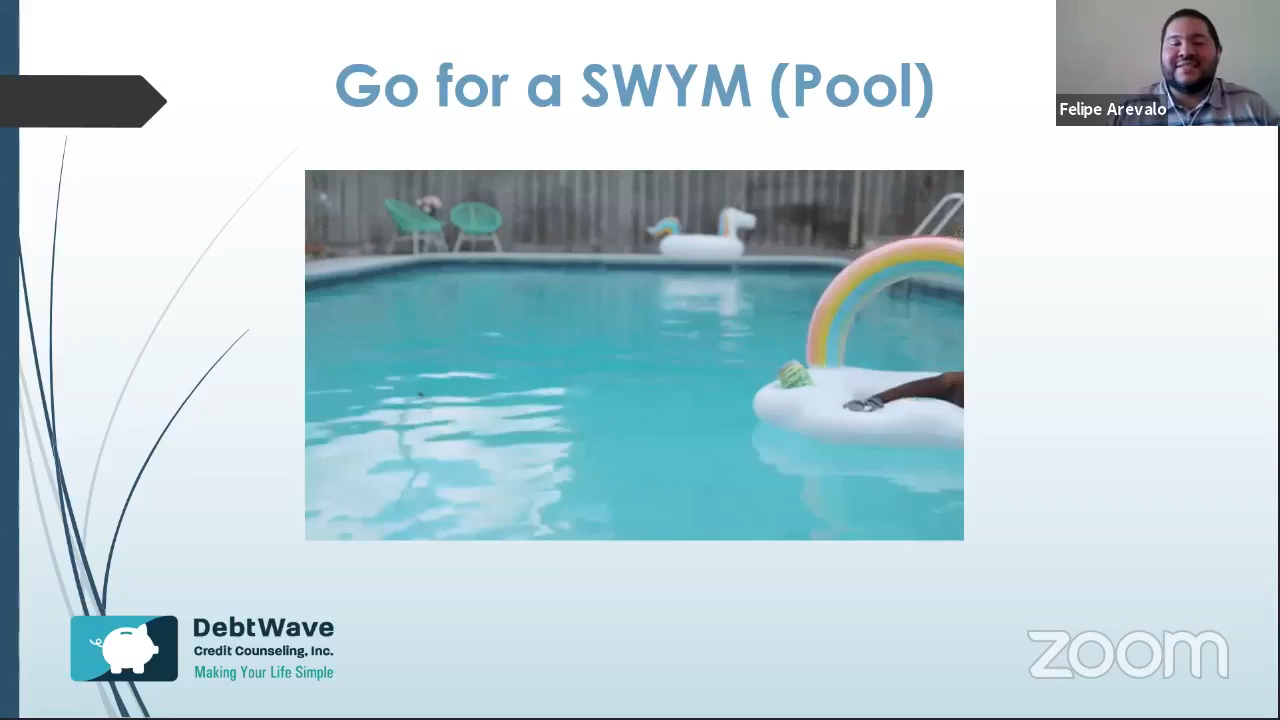 Go for a SWYM (Pool)
Felipe Arevalo
DebtWave
Credit Counseling, Inc.
Making Your Life Simple
zoom